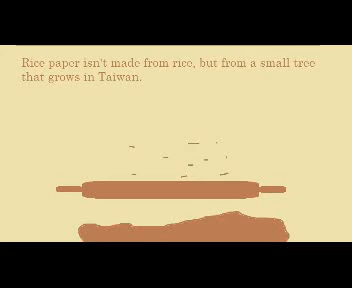 Rice paper isn't made from rice, but from a small tree
that grows in Taiwan.